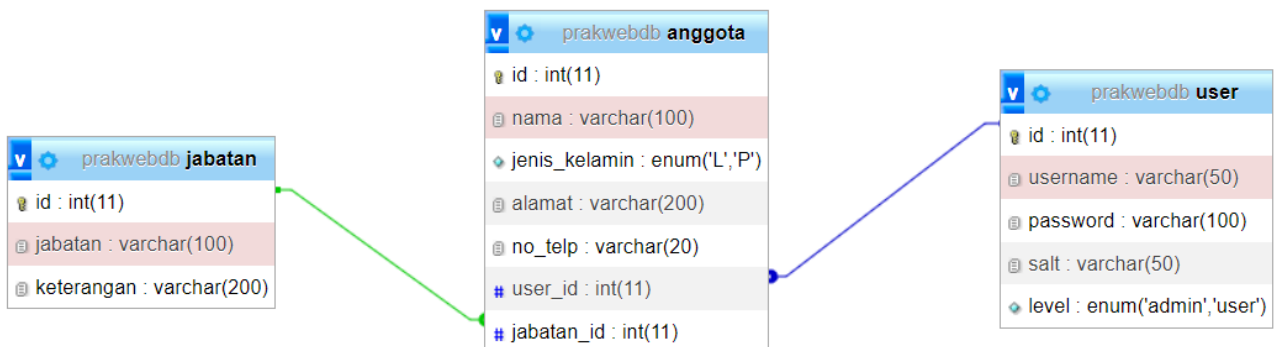 prakwebdb jabatan
id : int(11)
jabatan : varchar(100)
keterangan : varchar(200)
prakwebdb anggota
id : int(11)
nama : varchar(100)
jenis_kelamin : enum('L','P')
alamat : varchar(200)
no_telp : varchar(20)
# user_id : int(11)
# jabatan_id : int(11)
prakwebdb user
id : int(11)
username : varchar(50)
password : varchar(100)
salt : varchar(50)
level : enum('admin','user')